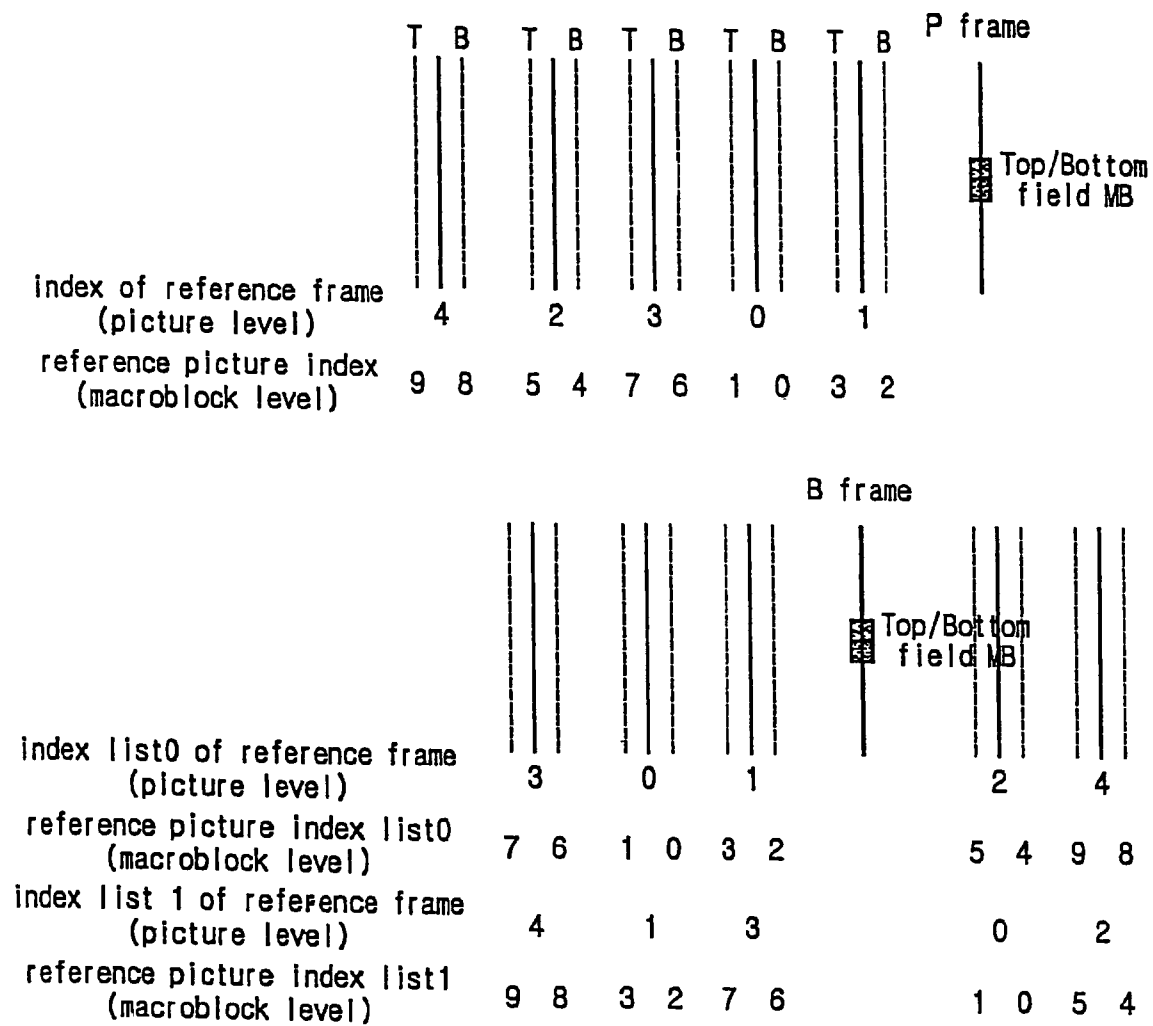 P frame
T B T B T B T B T B
Top/Bottom
field MB
index of reference frame
(picture level)
4 2 3 0 1
reference picture index
(macroblock level)
9 8 5 4 7 6 1 0 3 2
B frame
Top/Bottom
field MB
index list0 of reference frame
(picture level)
3 0 1 2 4
reference picture index list0
(macroblock level)
7 6 1 0 3 2 5 4 9 8
index list 1 of reference frame
(picture level)
4 1 3 0 2
reference picture index list1
(macroblock level)
9 8 3 2 7 6 1 0 5 4